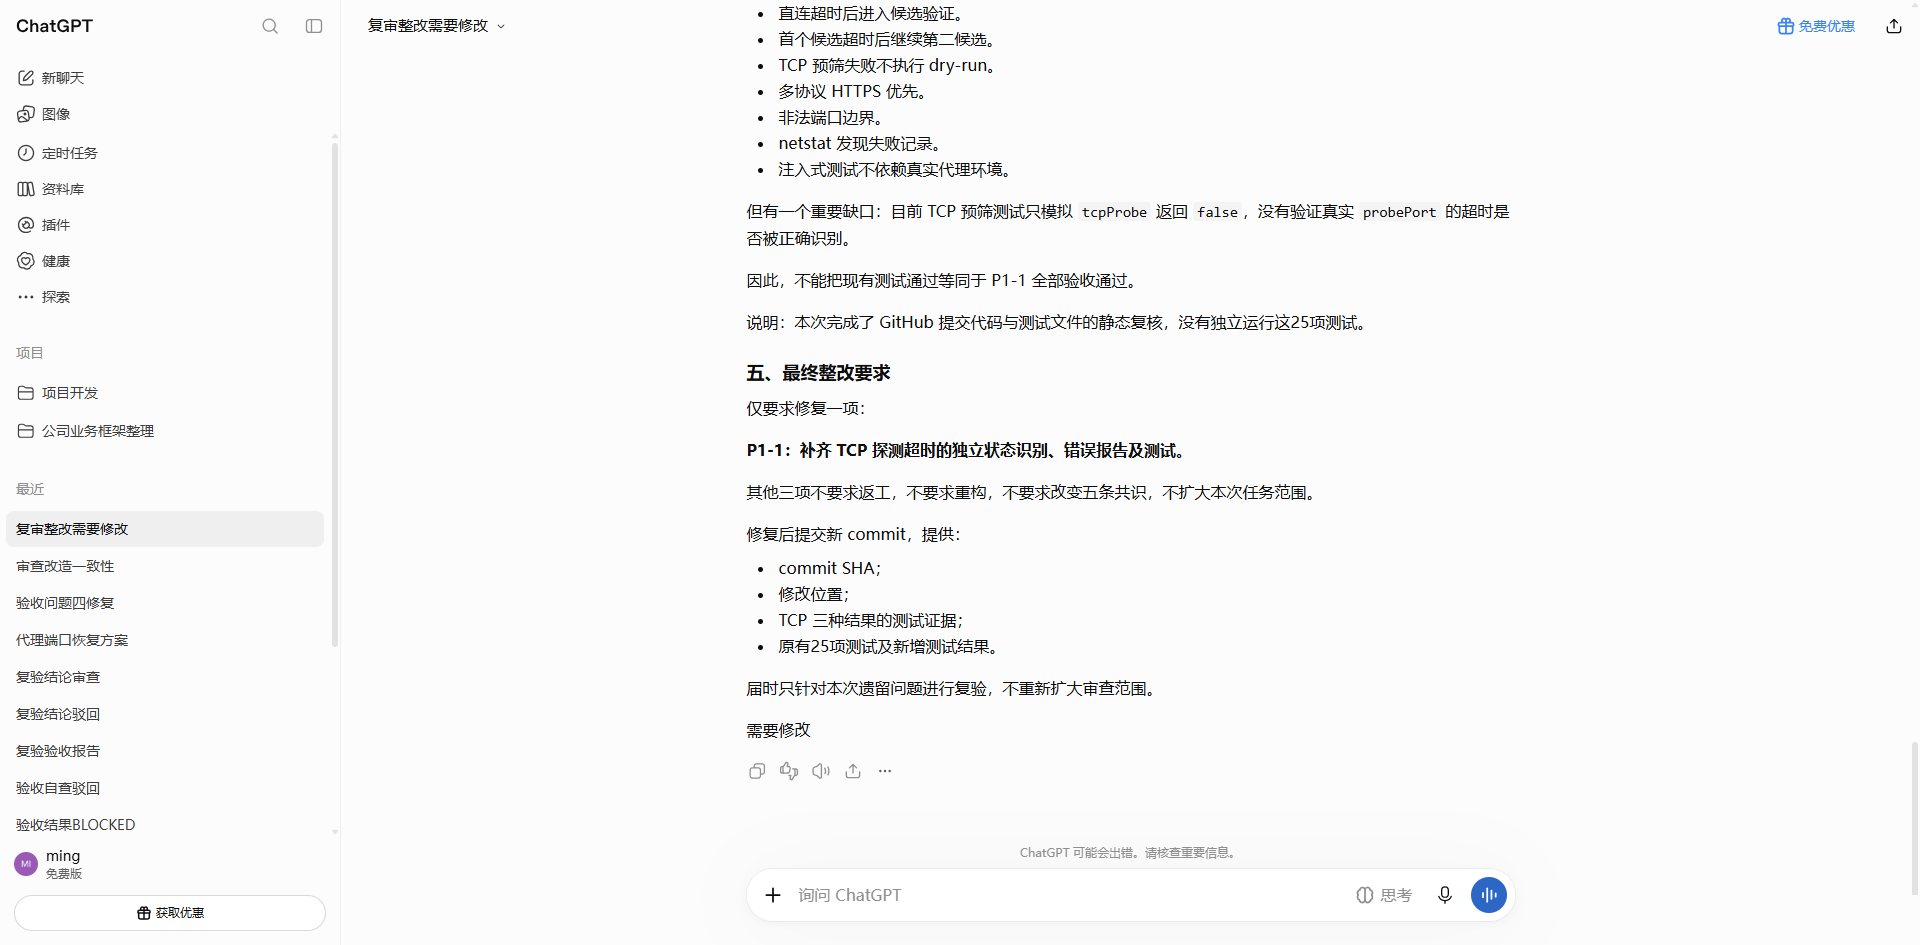 ChatGPT
新聊天
图像
定时任务
资料库
插件
健康
探索
项目
项目开发
公司业务框架整理
最近
复审整改需要修改
审查改造一致性
验收问题四修复
代理端口恢复方案
复验结论审查
复验结论驳回
复验验收报告
验收自查驳回
验收结果BLOCKED
MI
ming
免费版
获取优惠
复审整改需要修改
免费优惠
直连超时后进入候选验证。
首个候选超时后继续第二候选。
TCP 预筛失败不执行 dry-run。
多协议 HTTPS 优先。
非法端口边界。
netstat 发现失败记录。
注入式测试不依赖真实代理环境。
但有一个重要缺口：目前 TCP 预筛测试只模拟 tcpProbe 返回 false，没有验证真实 probePort 的超时是
否被正确识别。
因此，不能把现有测试通过等同于 P1-1 全部验收通过。
说明：本次完成了 GitHub 提交代码与测试文件的静态复核，没有独立运行这25项测试。
五、最终整改要求
仅要求修复一项：
P1-1：补齐 TCP 探测超时的独立状态识别、错误报告及测试。
其他三项不要求返工，不要求重构，不要求改变五条共识，不扩大本次任务范围。
修复后提交新 commit，提供：
commit SHA；
修改位置；
TCP 三种结果的测试证据；
原有25项测试及新增测试结果。
届时只针对本次遗留问题进行复验，不重新扩大审查范围。
需要修改
ChatGPT 可能会出错。请核查重要信息。
询问 ChatGPT
思考